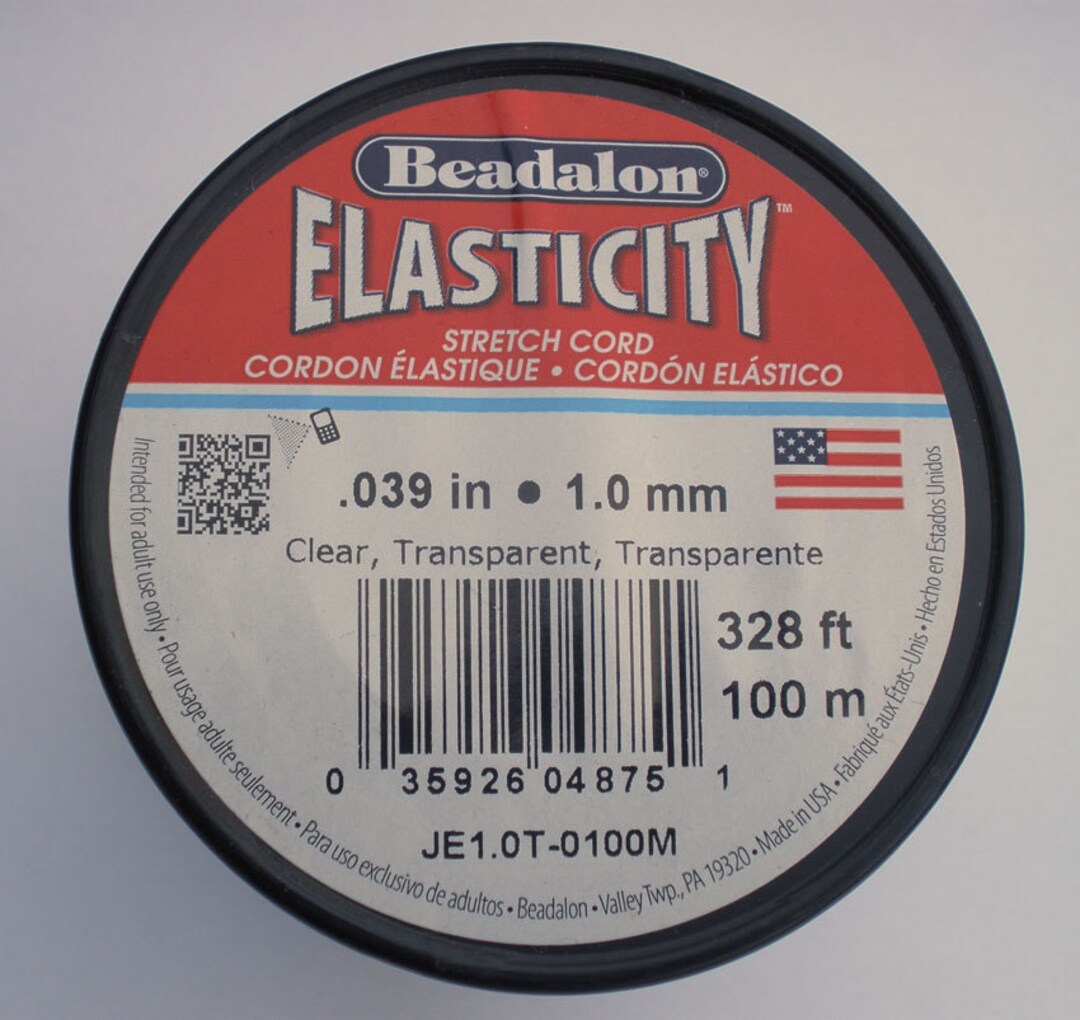 Beadalon®
ELASTICITY™
STRETCH CORD
CORDON ÉLASTIQUE • CORDÓN ELÁSTICO
.039 in • 1.0 mm
Clear, Transparent, Transparente
328 ft
100 m
0 35926 04875 1
JE1.0T-0100M
Intended for adult use only • Pour usage adulte seulement • Para uso exclusivo de adultos • Beadalon • Valley Twp., PA 19320 • Made in USA • Fabriqué aux États-Unis • Hecho en Estados Unidos